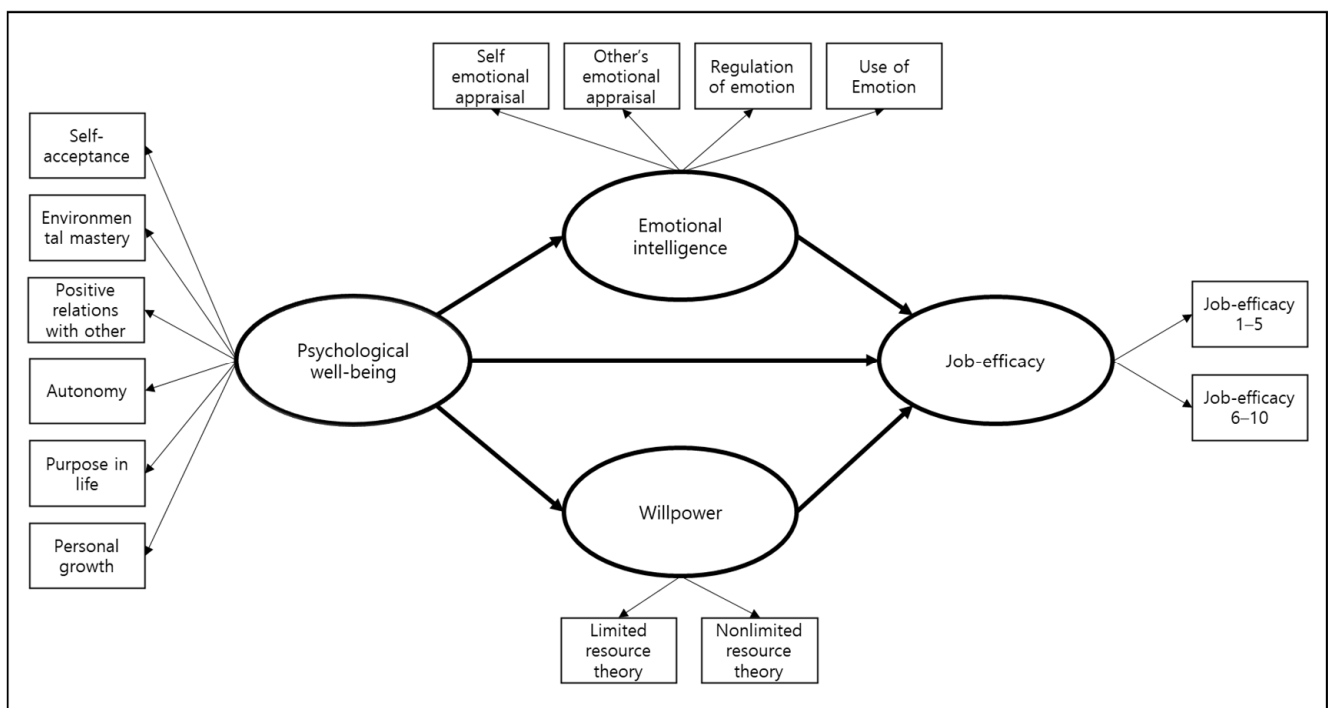 Self
emotional
appraisal
Other's
emotional
appraisal
Regulation
of emotion
Use of
Emotion
Self-
acceptance
Environmen
tal mastery
Positive
relations
with other
Autonomy
Purpose in
life
Personal
growth
Emotional
intelligence
Psychological
well-being
Job-efficacy
Willpower
Job-efficacy
1–5
Job-efficacy
6–10
Limited
resource
theory
Nonlimited
resource
theory